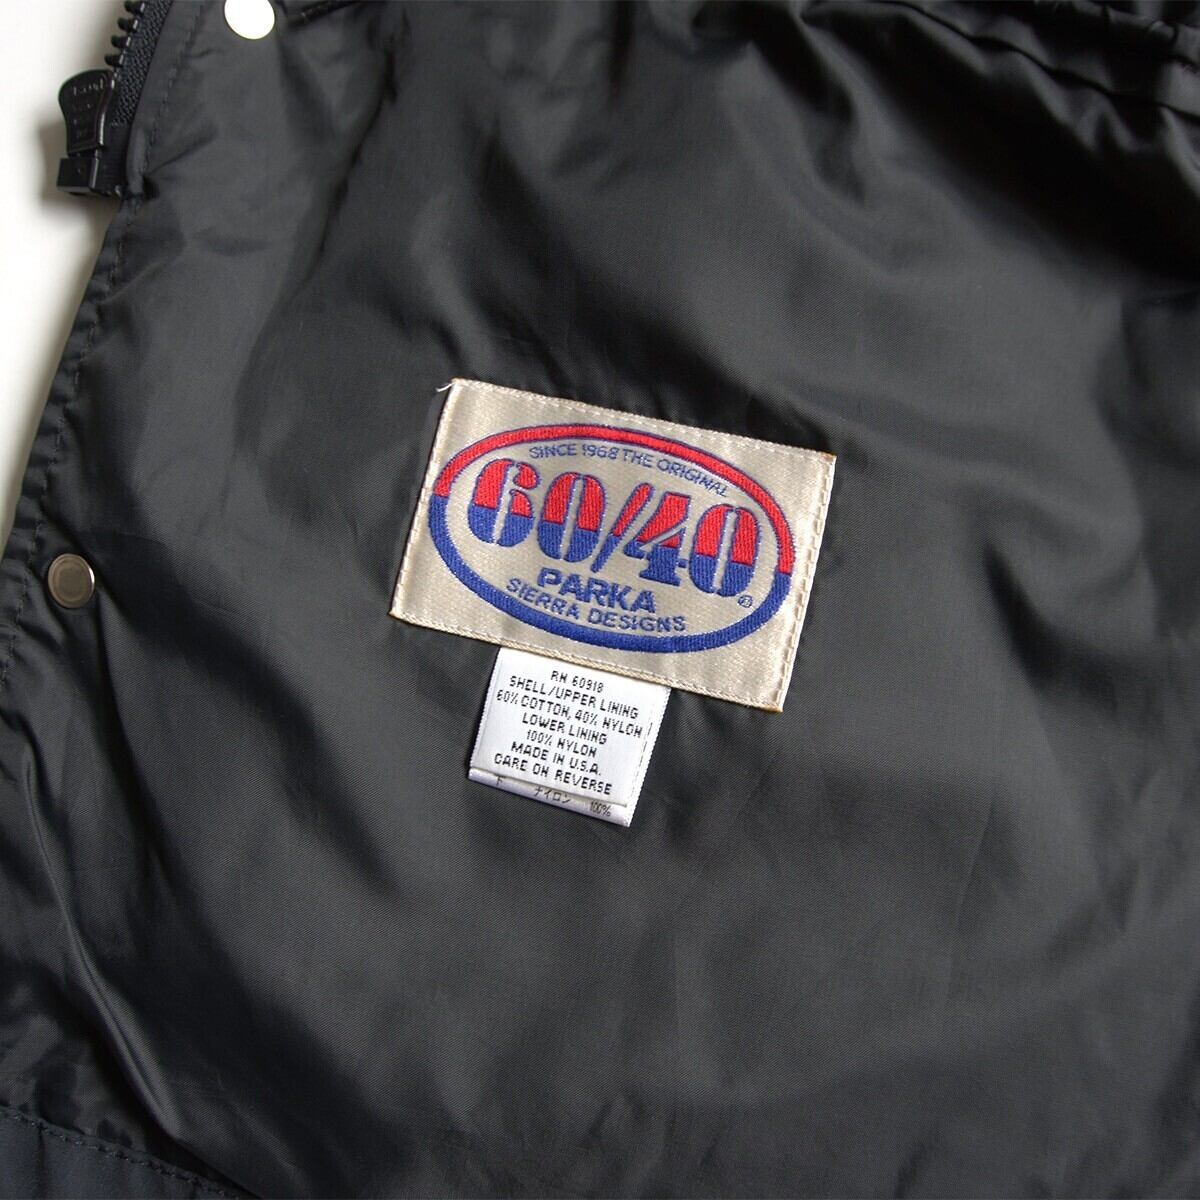 SINCE 1968 THE ORIGINAL
60/40®
PARKA
SIERRA DESIGNS
RN 60918
SHELL/UPPER LINING
60% COTTON, 40% NYLON
LOWER LINING
100% NYLON
MADE IN U.S.A.
CARE ON REVERSE
下 ナイロン 100%